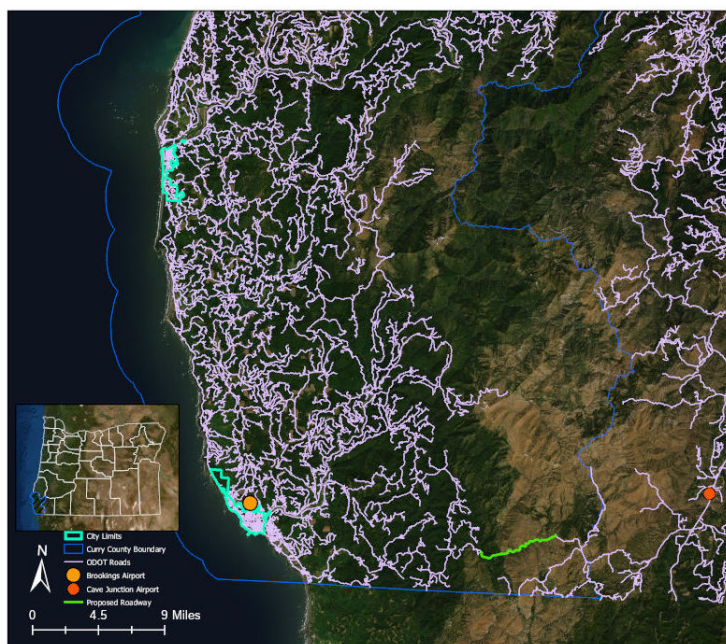 City Limits
Curry County Boundary
ODOT Roads
Brookings Airport
Cave Junction Airport
Proposed Roadway
N
0 4.5 9 Miles